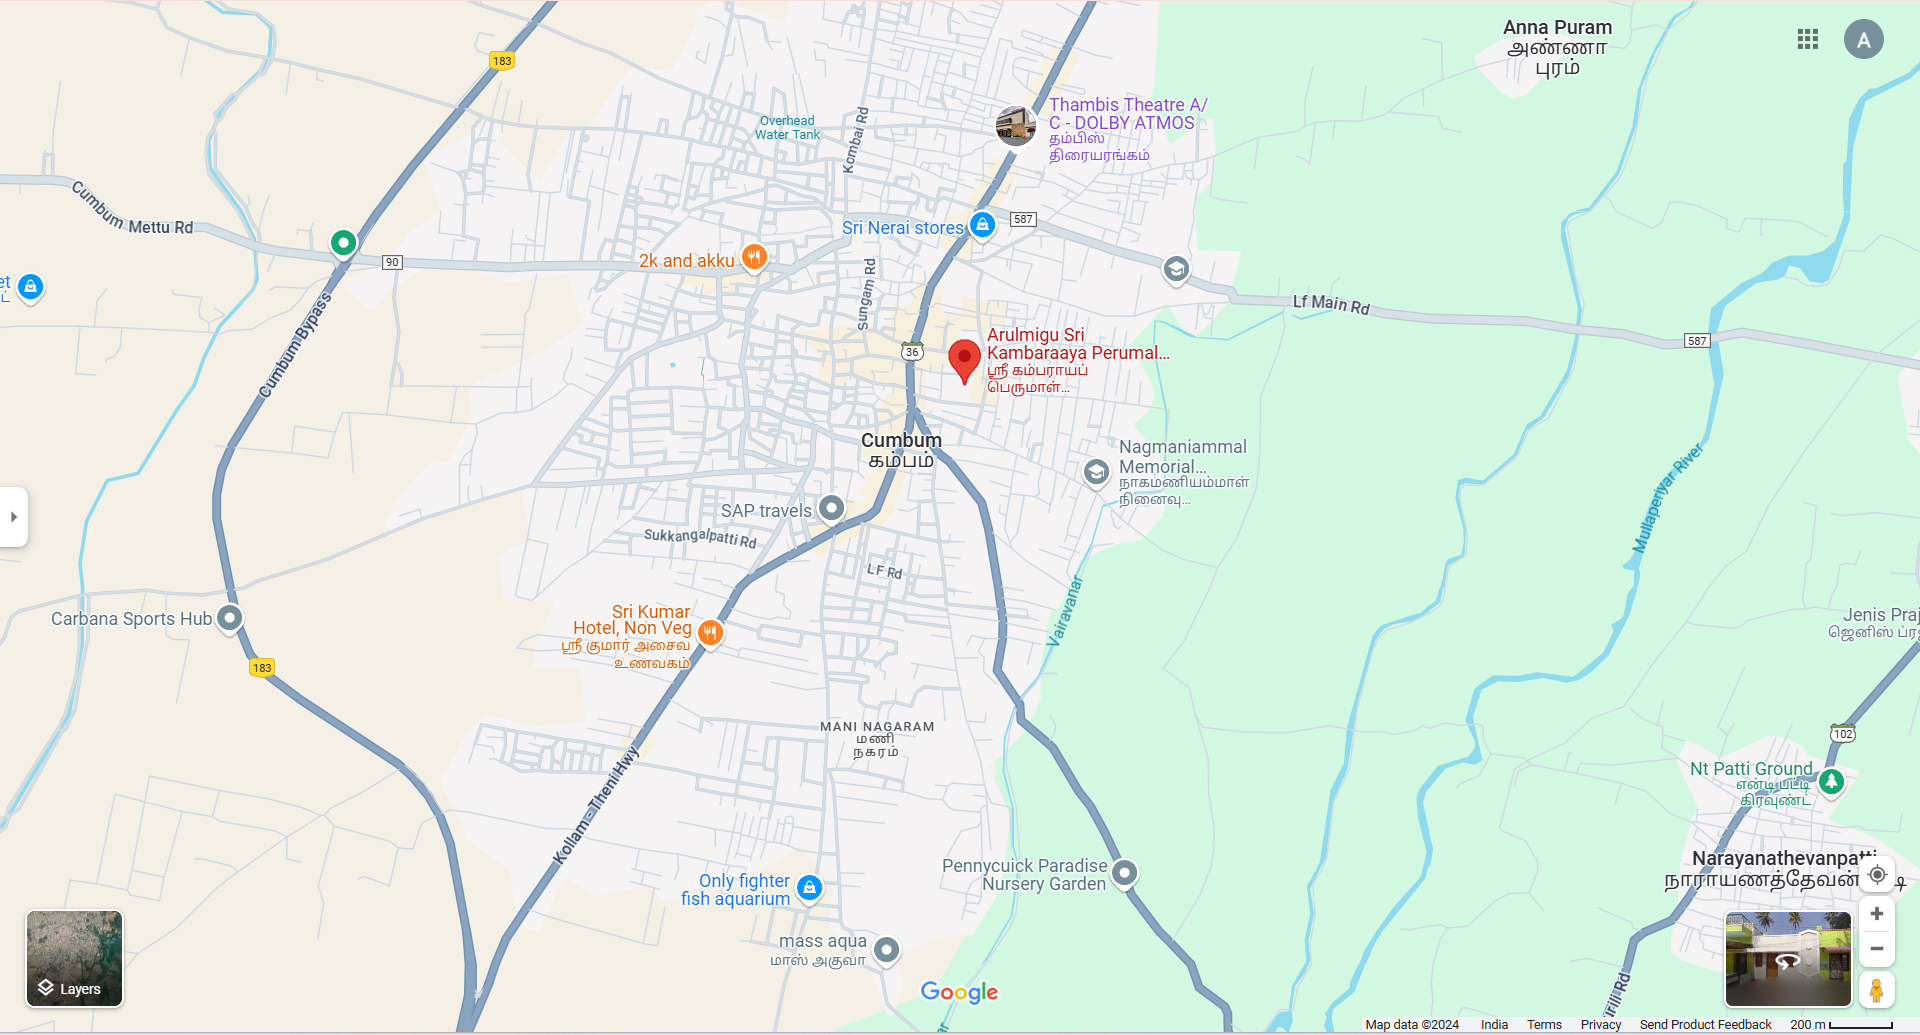 Anna Puram
அண்ணா
புரம்
A
183
Overhead
Water Tank
Kombai Rd
Thambis Theatre A/
C - DOLBY ATMOS
தம்பிஸ்
திரையரங்கம்
Cumbum Mettu Rd
587
Sri Nerai stores
2k and akku
90
et
Sungam Rd
Lf Main Rd
Cumbum Bypass
587
36
Arulmigu Sri
Kambaraaya Perumal...
ஸ்ரீ கம்பராயப்
பெருமாள்...
Cumbum
கம்பம்
Nagmaniammal
Memorial...
நாகமணியம்மாள்
நினைவு...
Mullaperiyar River
SAP travels
Sukkangalpatti Rd
L F Rd
Vairavanar
Carbana Sports Hub
Sri Kumar
Hotel, Non Veg
ஸ்ரீ குமார் அசைவ
உணவகம்
Jenis Praj
ஜெனிஸ் ப்ர
183
MANI NAGARAM
மணி
நகரம்
102
Nt Patti Ground
என்டிபட்டி
கிரவுண்ட்
Kollam - Theni Hwy
Narayanathevanpatti
நாராயணத்தேவன்
Pennycuick Paradise
Nursery Garden
Only fighter
fish aquarium
mass aqua
மாஸ் அகுவா
Layers
Google
rill Rd
Map data ©2024 India Terms Privacy Send Product Feedback 200 m